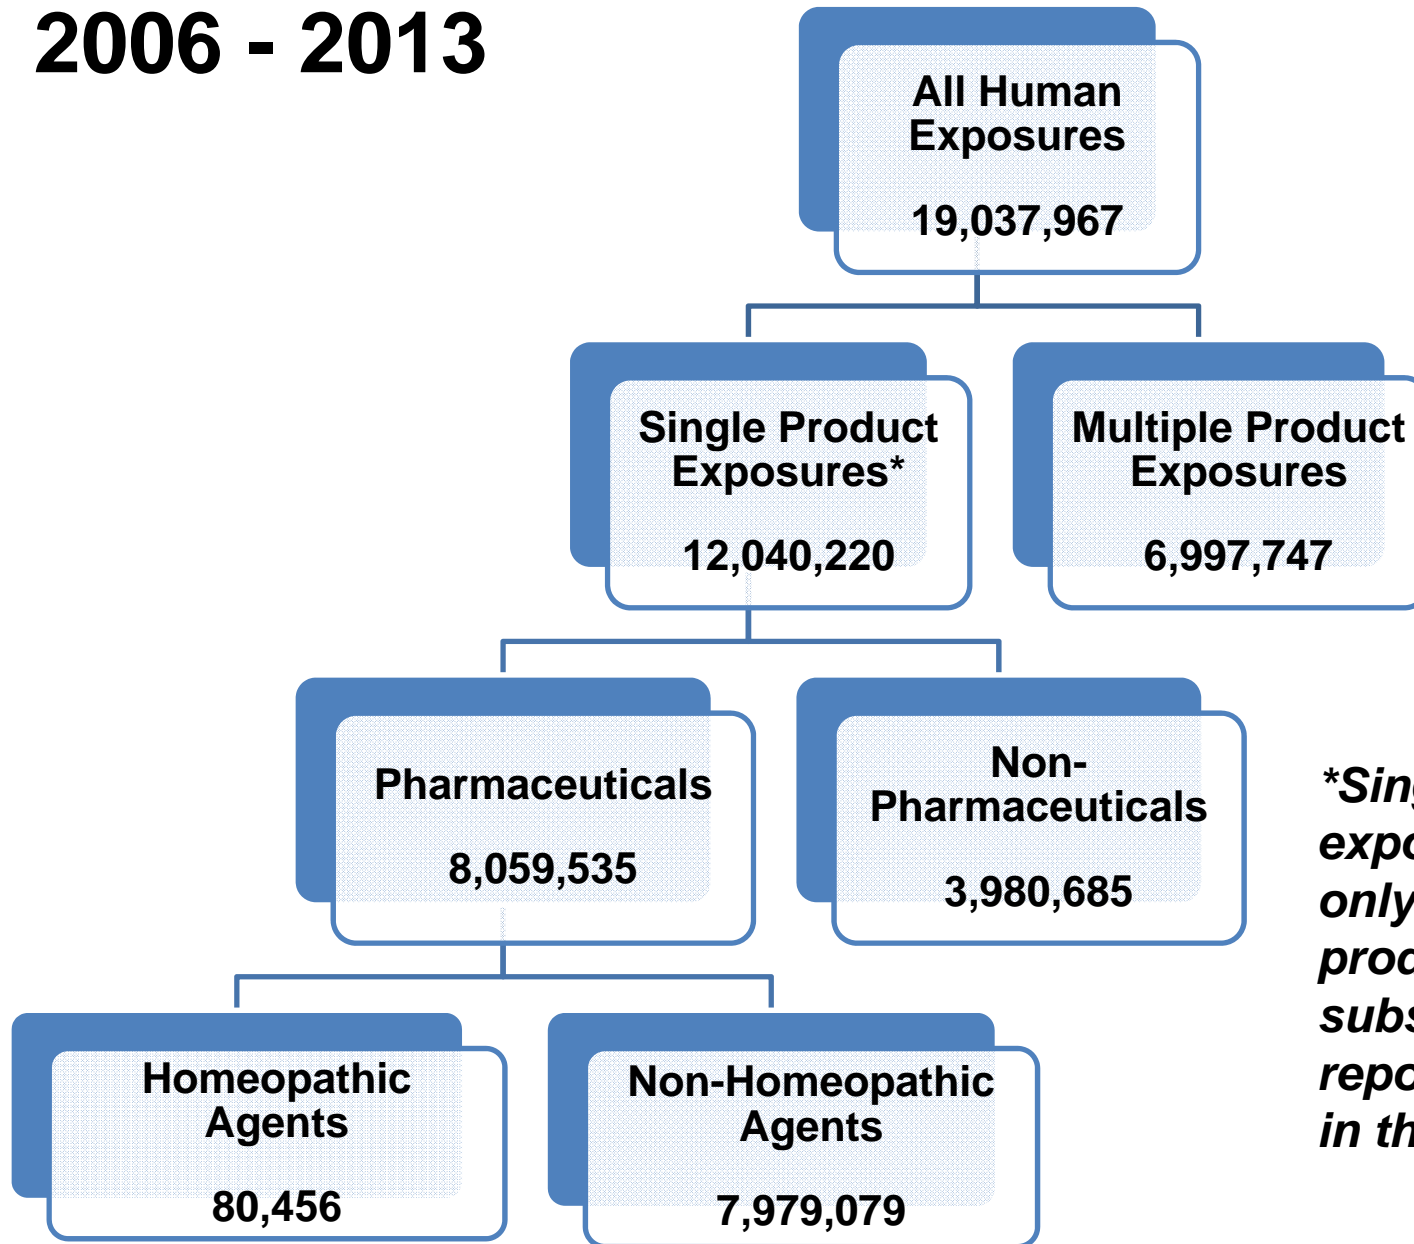 2006 - 2013
All Human
Exposures
19,037,967
Single Product
Exposures*
12,040,220
Multiple Product
Exposures
6,997,747
Pharmaceuticals
8,059,535
Non-
Pharmaceuticals
3,980,685
Homeopathic
Agents
80,456
Non-Homeopathic
Agents
7,979,079
only
in